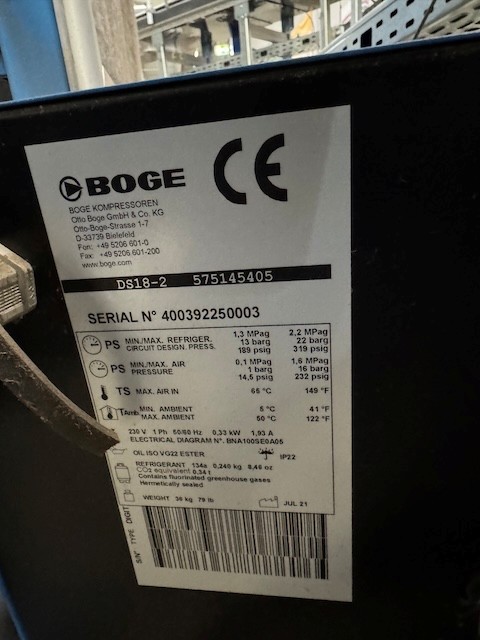 BOGE
CE
BOGE KOMPRESSOREN
Otto Boge GmbH & Co. KG
Otto-Boge-Strasse 1-7
D-33739 Bielefeld
Fon: +49 5206 601-0
Fax: +49 5206 601-200
www.boge.com
DS18-2 575145405
SERIAL N° 400392250003
PS MIN./MAX. REFRIGER. CIRCUIT DESIGN. PRESS. 1,3 MPag 2,2 MPag
13 barg 22 barg
189 psig 319 psig
PS MIN./MAX. AIR PRESSURE 0,1 MPag 1,6 MPag
1 barg 16 barg
14,5 psig 232 psig
TS MAX. AIR IN 65 °C 149 °F
TAmb. MIN. AMBIENT 5 °C 41 °F
MAX. AMBIENT 50 °C 122 °F
230 V 1 Ph 50/60 Hz 0,33 kW 1,93 A
ELECTRICAL DIAGRAM N°. BNA100SE0A05
OIL ISO VG22 ESTER IP22
REFRIGERANT 134a 0,240 kg 8,46 oz
CO2 equivalent 0,34 t
Contains fluorinated greenhouse gases
Hermetically sealed
WEIGHT 36 kg 79 lb JUL 21
S/N° TYPE DIGIT